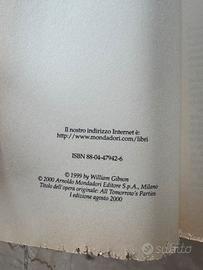 Il nostro indirizzo Internet è:
http://www.mondadori.com/libri
ISBN 88-04-47942-6
© 1999 by William Gibson
© 2000 Arnoldo Mondadori Editore S.p.A., Milano
Titolo dell'opera originale: All Tomorrow's Parties
I edizione agosto 2000
subito